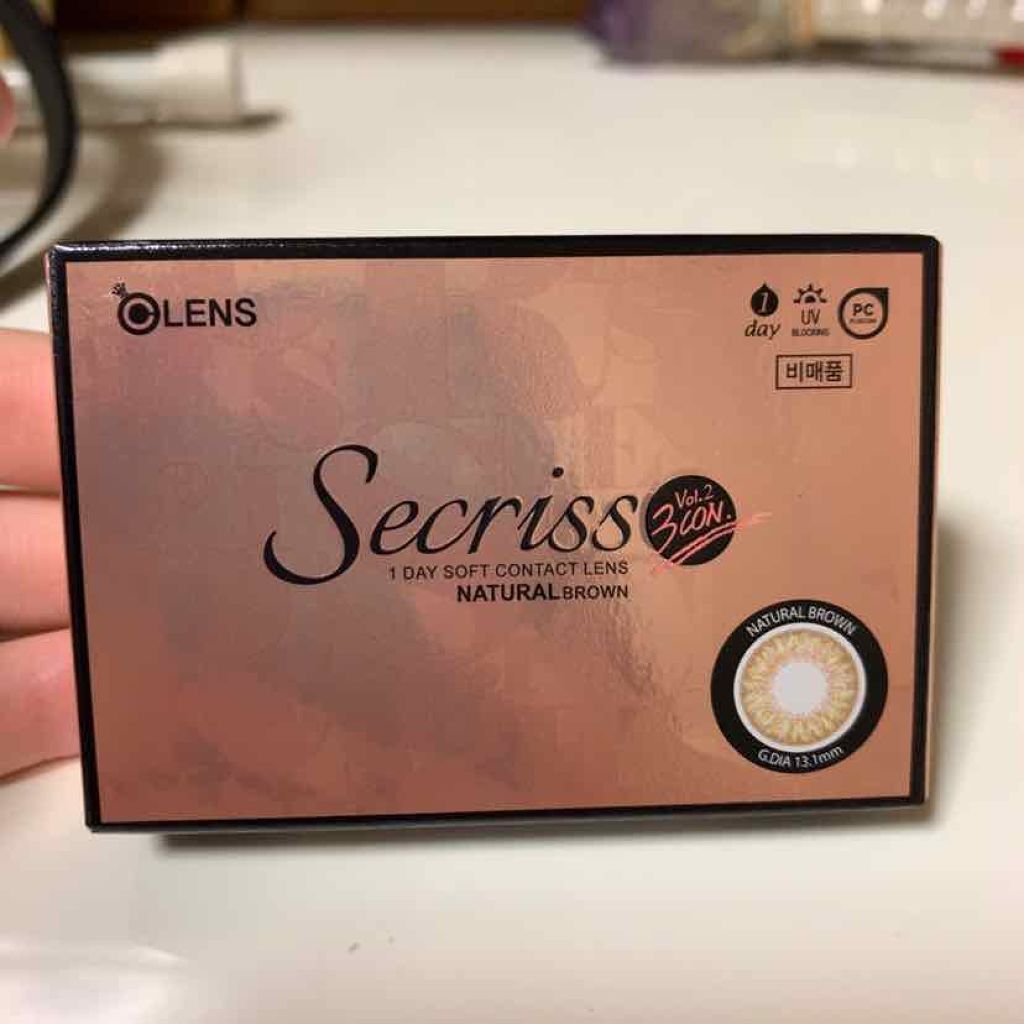 OLENS
1 day
UV BLOCKING
PC
비매품
Secriss
Vol.2
3CON.
1 DAY SOFT CONTACT LENS
NATURAL BROWN
NATURAL BROWN
G.DIA 13.1mm